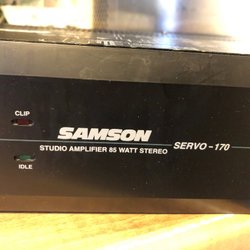 CLIP
SAMSON
SERVO-170
STUDIO AMPLIFIER 85 WATT STEREO
IDLE